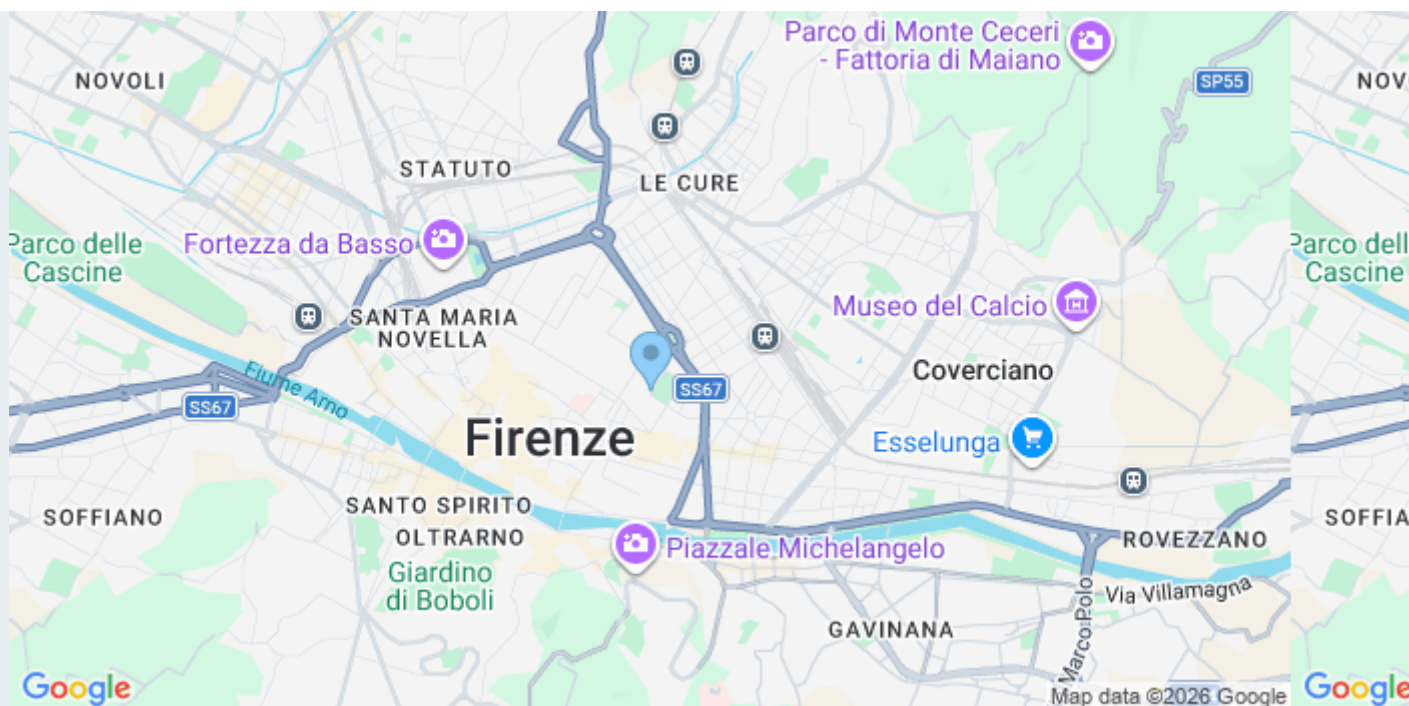 Parco di Monte Ceceri
- Fattoria di Maiano
NOVOLI
SP55
NOV
STATUTO
LE CURE
Parco delle
Cascine
Fortezza da Basso
Parco dell
Cascine
Museo del Calcio
SANTA MARIA
NOVELLA
Fiume Arno
Coverciano
SS67
SS67
Firenze
Esselunga
SANTO SPIRITO
OLTRARNO
SOFFIANO
SOFFIA
Piazzale Michelangelo
ROVEZZANO
Giardino
di Boboli
Via Villamagna
GAVINANA
Marco Polo
Google
Map data ©2026 Google
Google